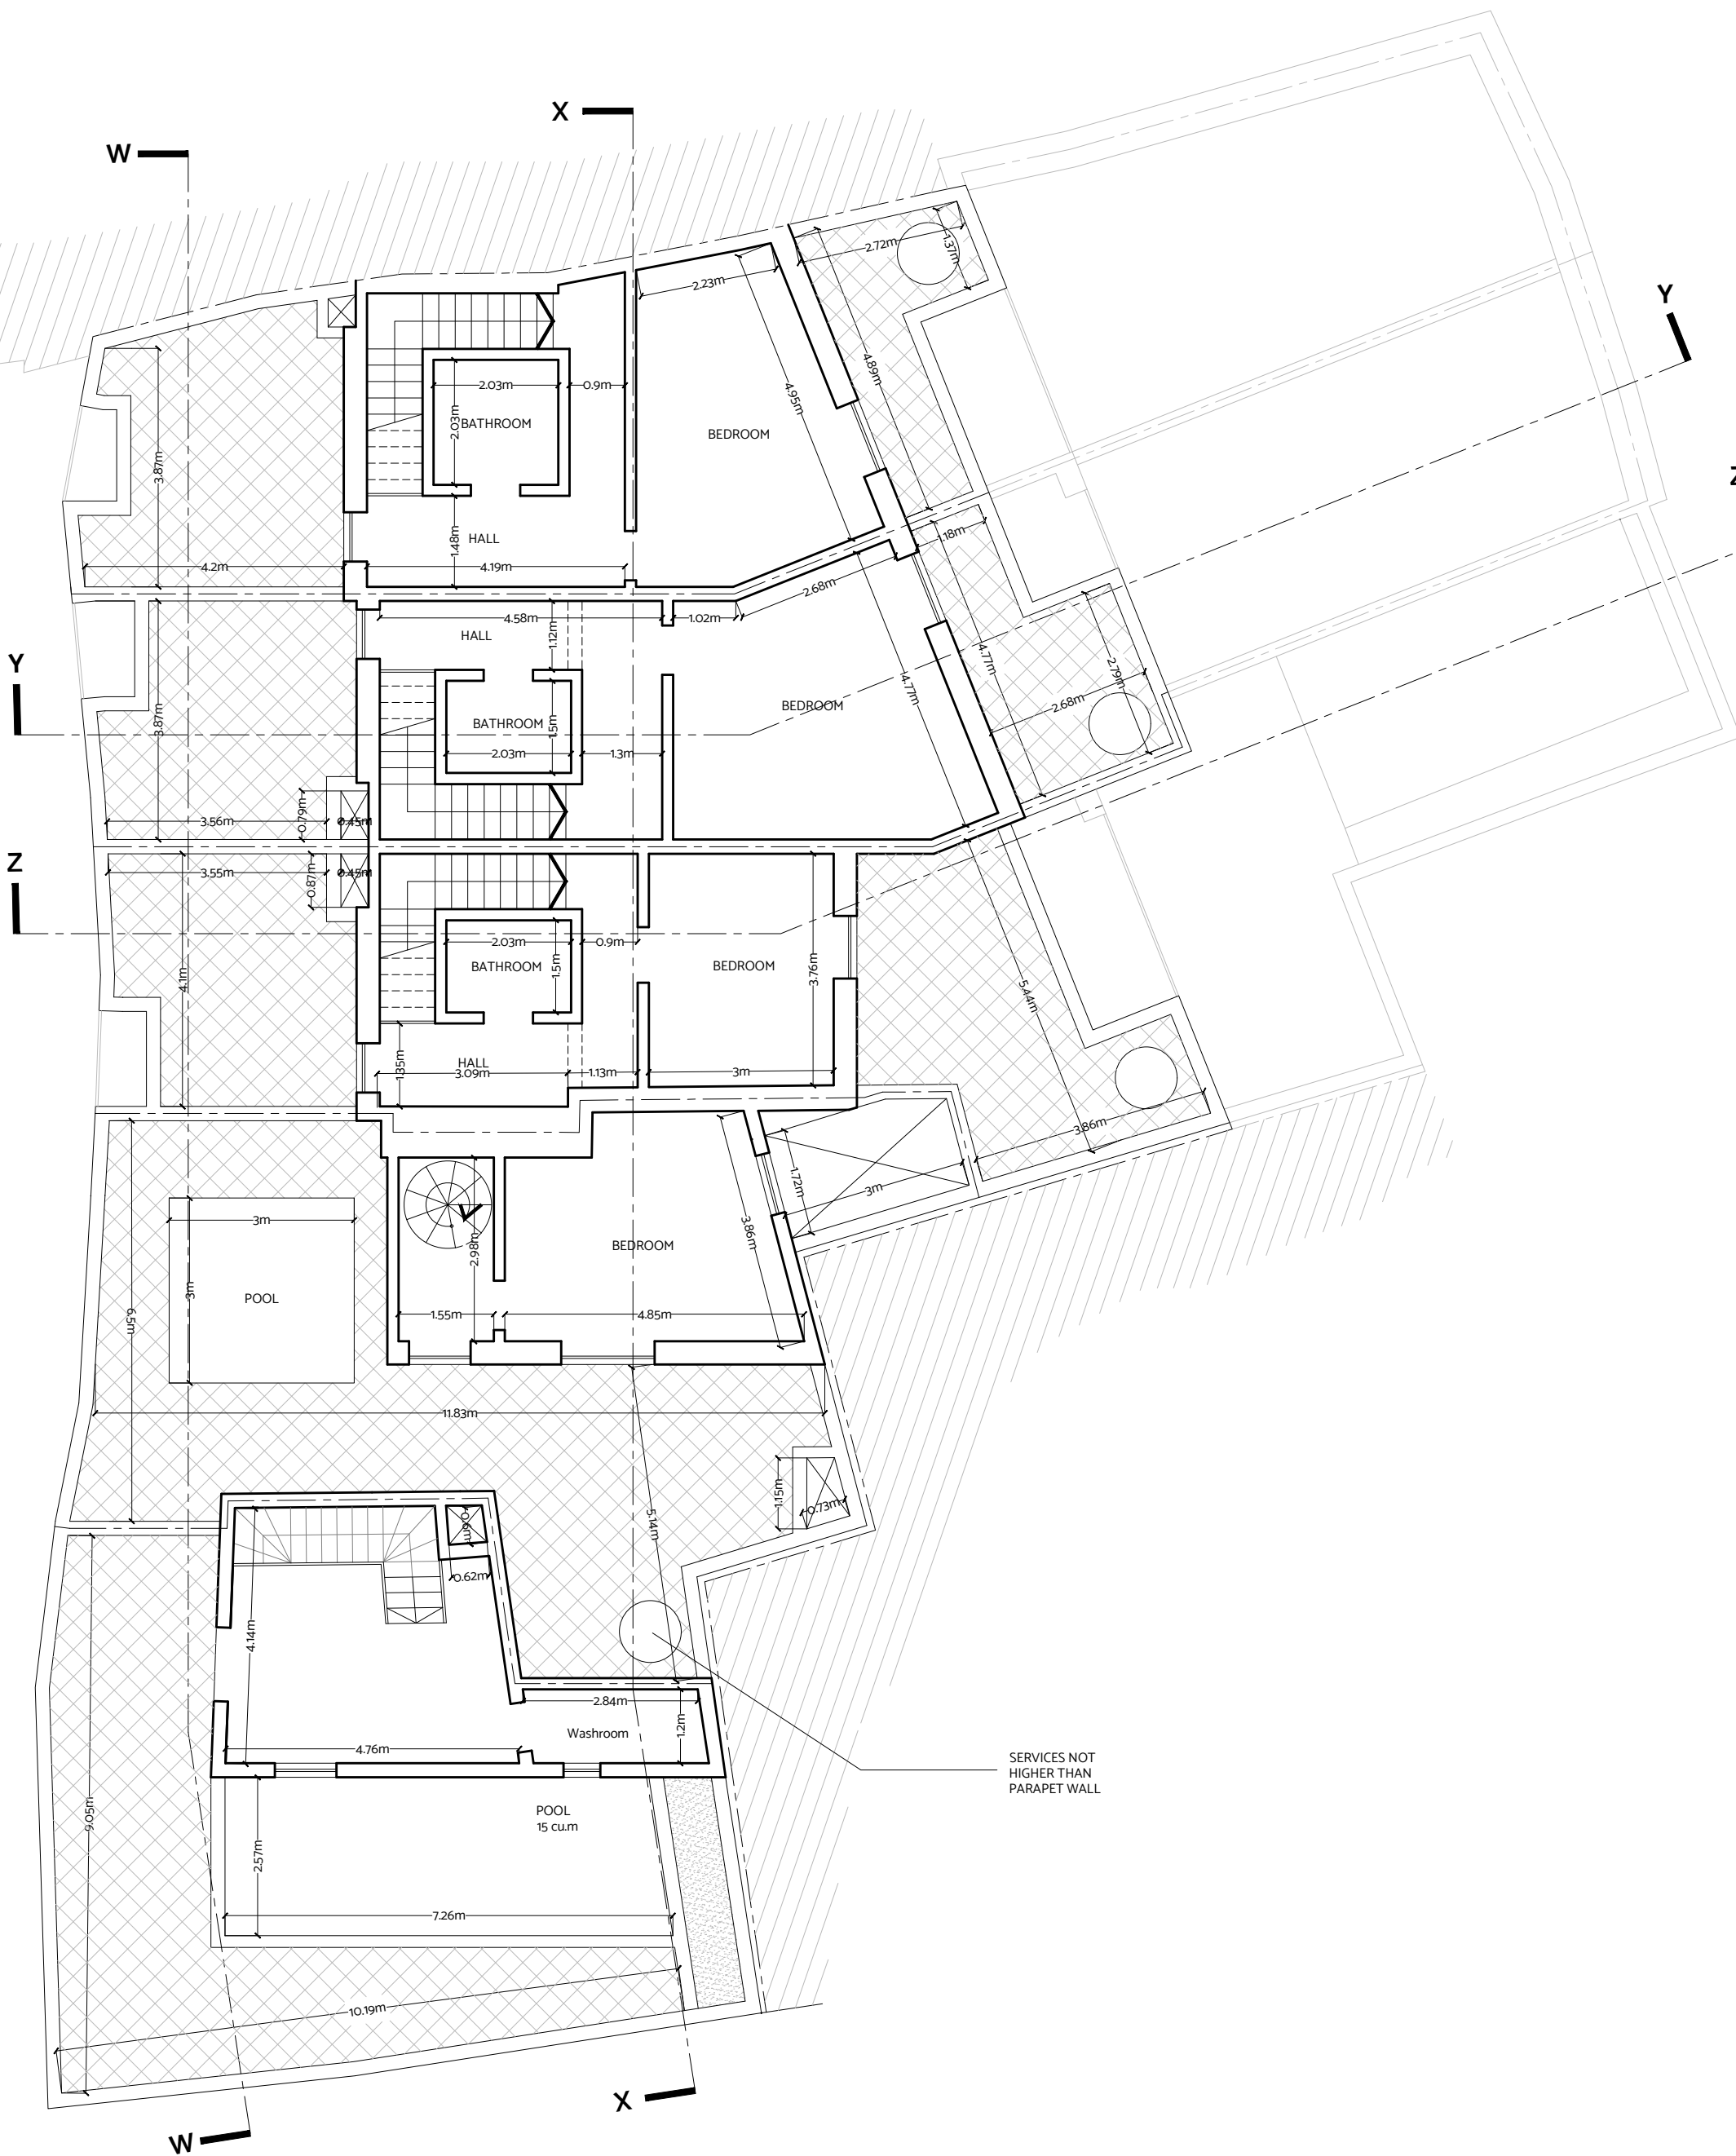 X
W
2.72m
1.37m
2.23m
Y
4.89m
2.03m
0.9m
4.95m
2.03m
BATHROOM
BEDROOM
3.87m
1.48m
HALL
1.18m
4.2m
4.19m
2.68m
4.58m
1.02m
HALL
1.12m
4.77m
2.79m
Y
4.77m
2.68m
BEDROOM
BATHROOM
1.5m
3.87m
2.03m
1.3m
0.79m
3.56m
0.45m
Z
3.55m
0.87m
0.45m
2.03m
0.9m
BATHROOM
1.5m
BEDROOM
3.76m
4.1m
5.44m
HALL
1.35m
3.09m
1.13m
3m
3.86m
1.72m
3m
3m
3.86m
2.98m
BEDROOM
3m
POOL
6.5m
1.55m
4.85m
11.83m
1.15m
0.73m
0.6m
5.14m
0.62m
4.14m
2.84m
1.2m
Washroom
4.76m
SERVICES NOT
HIGHER THAN
PARAPET WALL
9.05m
POOL
15 cu.m
2.57m
7.26m
10.19m
X
W